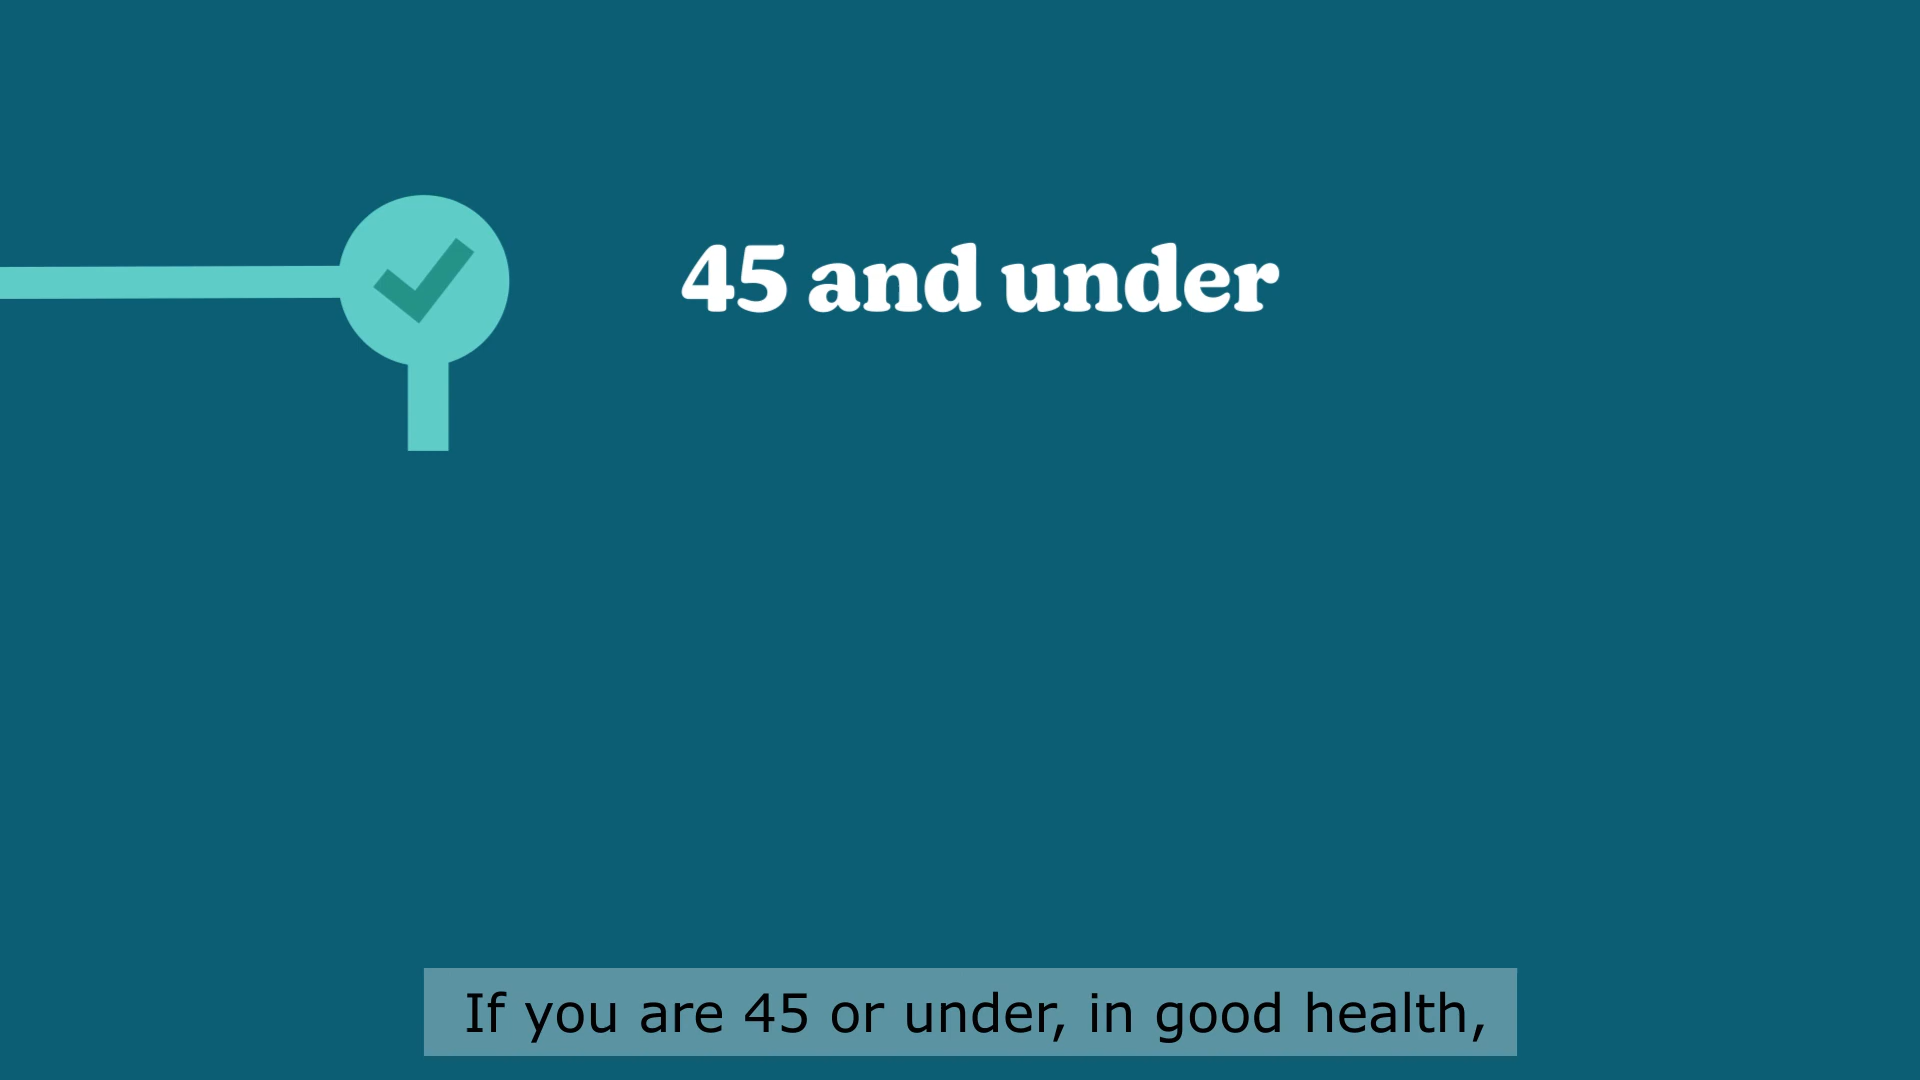 45 and under
If you are 45 or under, in good health,